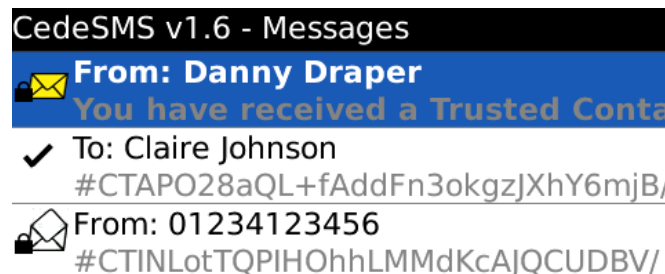 CedeSMS v1.6 - Messages
From: Danny Draper
You have received a Trusted Conta
To: Claire Johnson
#CTAPO28aQL+fAddFn3okgzJXhY6mjB/
From: 01234123456
#CTINLotTQPIHOhhLMMdKcAJQCUDBV/